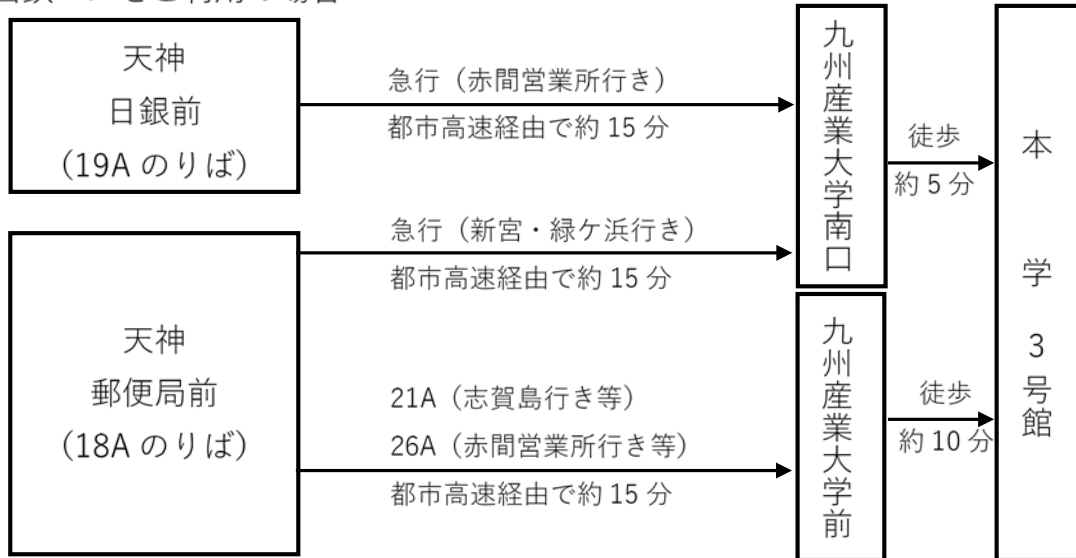 天神
日銀前
(19A のりば)
急行（赤間営業所行き）
都市高速経由で約 15 分
九州産業大学南口
徒歩
約 5 分
急行（新宮・緑ケ浜行き）
都市高速経由で約 15 分
天神
郵便局前
(18A のりば)
21A（志賀島行き等）
26A（赤間営業所行き等）
都市高速経由で約 15 分
九州産業大学前
徒歩
約 10 分
本学3号館